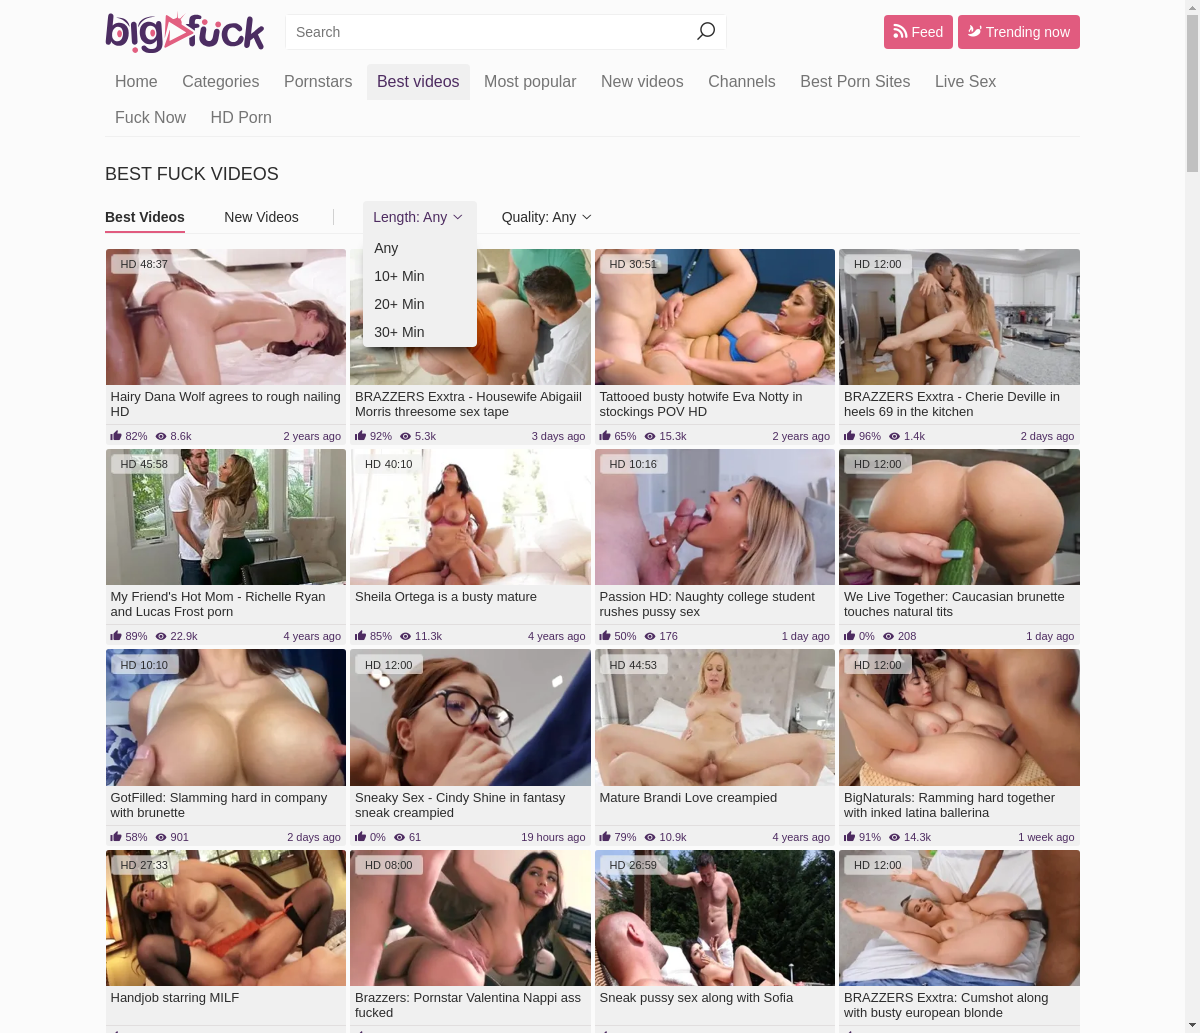 bigfuck
Search
Feed
Trending now
Home Categories Pornstars Best videos Most popular New videos Channels Best Porn Sites Live Sex
Fuck Now HD Porn
BEST FUCK VIDEOS
Best Videos New Videos Length: Any Quality: Any
Any
10+ Min
20+ Min
30+ Min
HD 48:37
HD 30:51
HD 12:00
Hairy Dana Wolf agrees to rough nailing
HD
82% 8.6k 2 years ago
BRAZZERS Exxtra - Housewife Abigaiil
Morris threesome sex tape
92% 5.3k 3 days ago
Tattooed busty hotwife Eva Notty in
stockings POV HD
65% 15.3k 2 years ago
BRAZZERS Exxtra - Cherie Deville in
heels 69 in the kitchen
96% 1.4k 2 days ago
HD 45:58
My Friend's Hot Mom - Richelle Ryan
and Lucas Frost porn
89% 22.9k 4 years ago
HD 40:10
Sheila Ortega is a busty mature
85% 11.3k 4 years ago
HD 10:16
Passion HD: Naughty college student
rushes pussy sex
50% 176 1 day ago
HD 12:00
We Live Together: Caucasian brunette
touches natural tits
0% 208 1 day ago
HD 10:10
GotFilled: Slamming hard in company
with brunette
58% 901 2 days ago
HD 12:00
Sneaky Sex - Cindy Shine in fantasy
sneak creampied
0% 61 19 hours ago
HD 44:53
Mature Brandi Love creampied
79% 10.9k 4 years ago
HD 12:00
BigNaturals: Ramming hard together
with inked latina ballerina
91% 14.3k 1 week ago
HD 27:33
Handjob starring MILF
HD 08:00
Brazzers: Pornstar Valentina Nappi ass
fucked
HD 26:59
Sneak pussy sex along with Sofia
HD 12:00
BRAZZERS Exxtra: Cumshot along
with busty european blonde